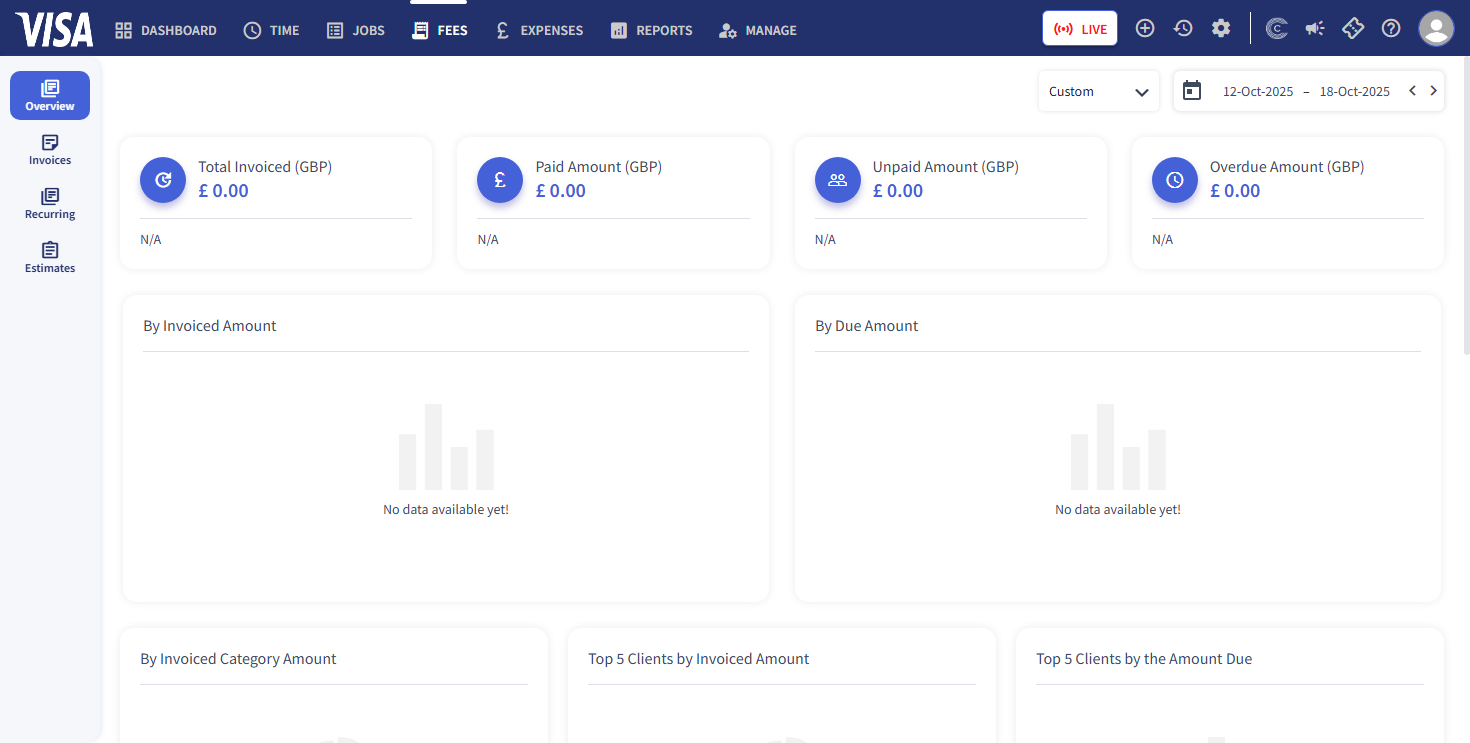 VISA DASHBOARD TIME JOBS FEES £ EXPENSES REPORTS MANAGE LIVE
Overview
Invoices
Recurring
Estimates
Custom 12-Oct-2025 – 18-Oct-2025
Total Invoiced (GBP)
£ 0.00
N/A
£
Paid Amount (GBP)
£ 0.00
N/A
Unpaid Amount (GBP)
£ 0.00
N/A
Overdue Amount (GBP)
£ 0.00
N/A
By Invoiced Amount
No data available yet!
By Due Amount
No data available yet!
By Invoiced Category Amount
Top 5 Clients by Invoiced Amount
Top 5 Clients by the Amount Due